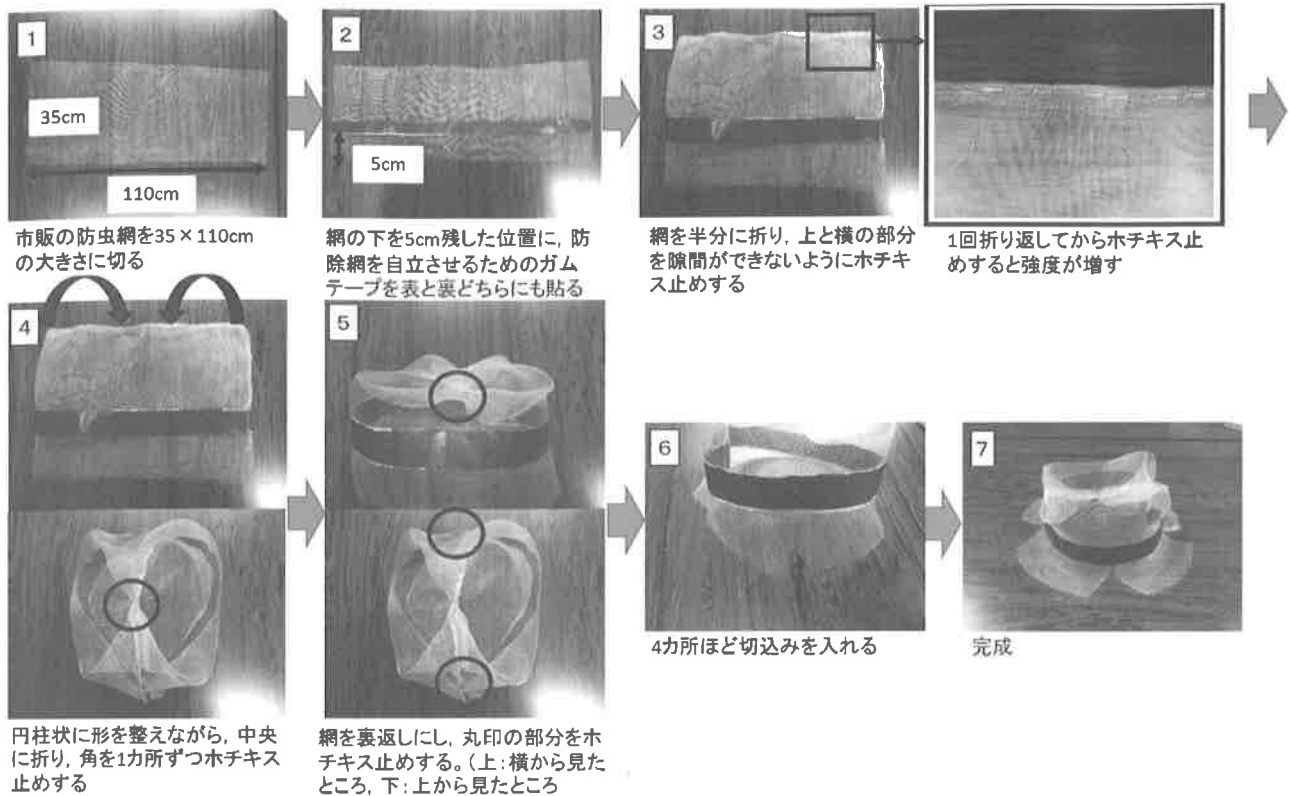 1
35cm
110cm
市販の防虫網を35×110cm
の大きさに切る
2
5cm
網の下を5cm残した位置に, 防
除網を自立させるためのガム
テープを表と裏どちらにも貼る
3
網を半分に折り, 上と横の部分
を隙間ができないようにホチキ
ス止めする
1回折り返してからホチキス止
めすると強度が増す
4
円柱状に形を整えながら, 中央
に折り, 角を1カ所ずつホチキス
止めする
5
網を裏返しにし, 丸印の部分をホ
チキス止めする。(上:横から見た
ところ, 下:上から見たところ
6
4カ所ほど切込みを入れる
7
完成